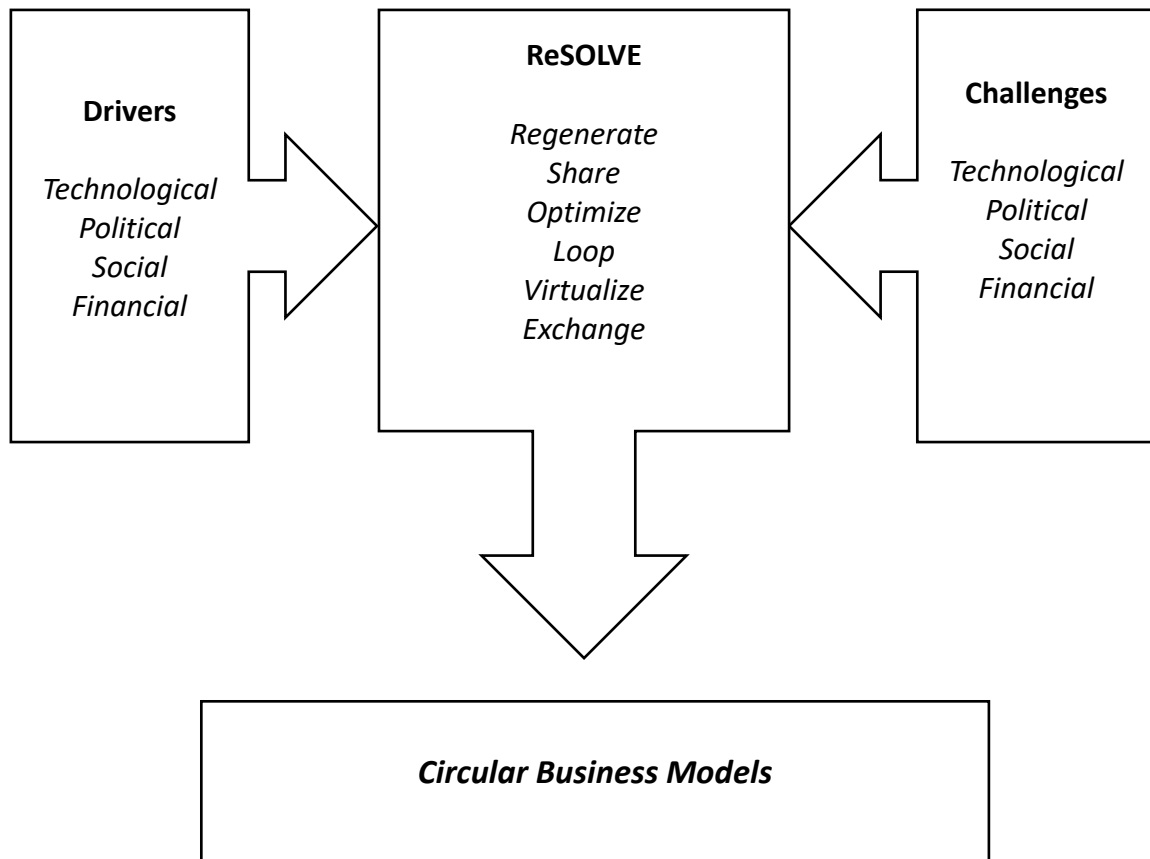 Drivers
Technological
Political
Social
Financial
ReSOLVE
Regenerate
Share
Optimize
Loop
Virtualize
Exchange
Challenges
Technological
Political
Social
Financial
Circular Business Models